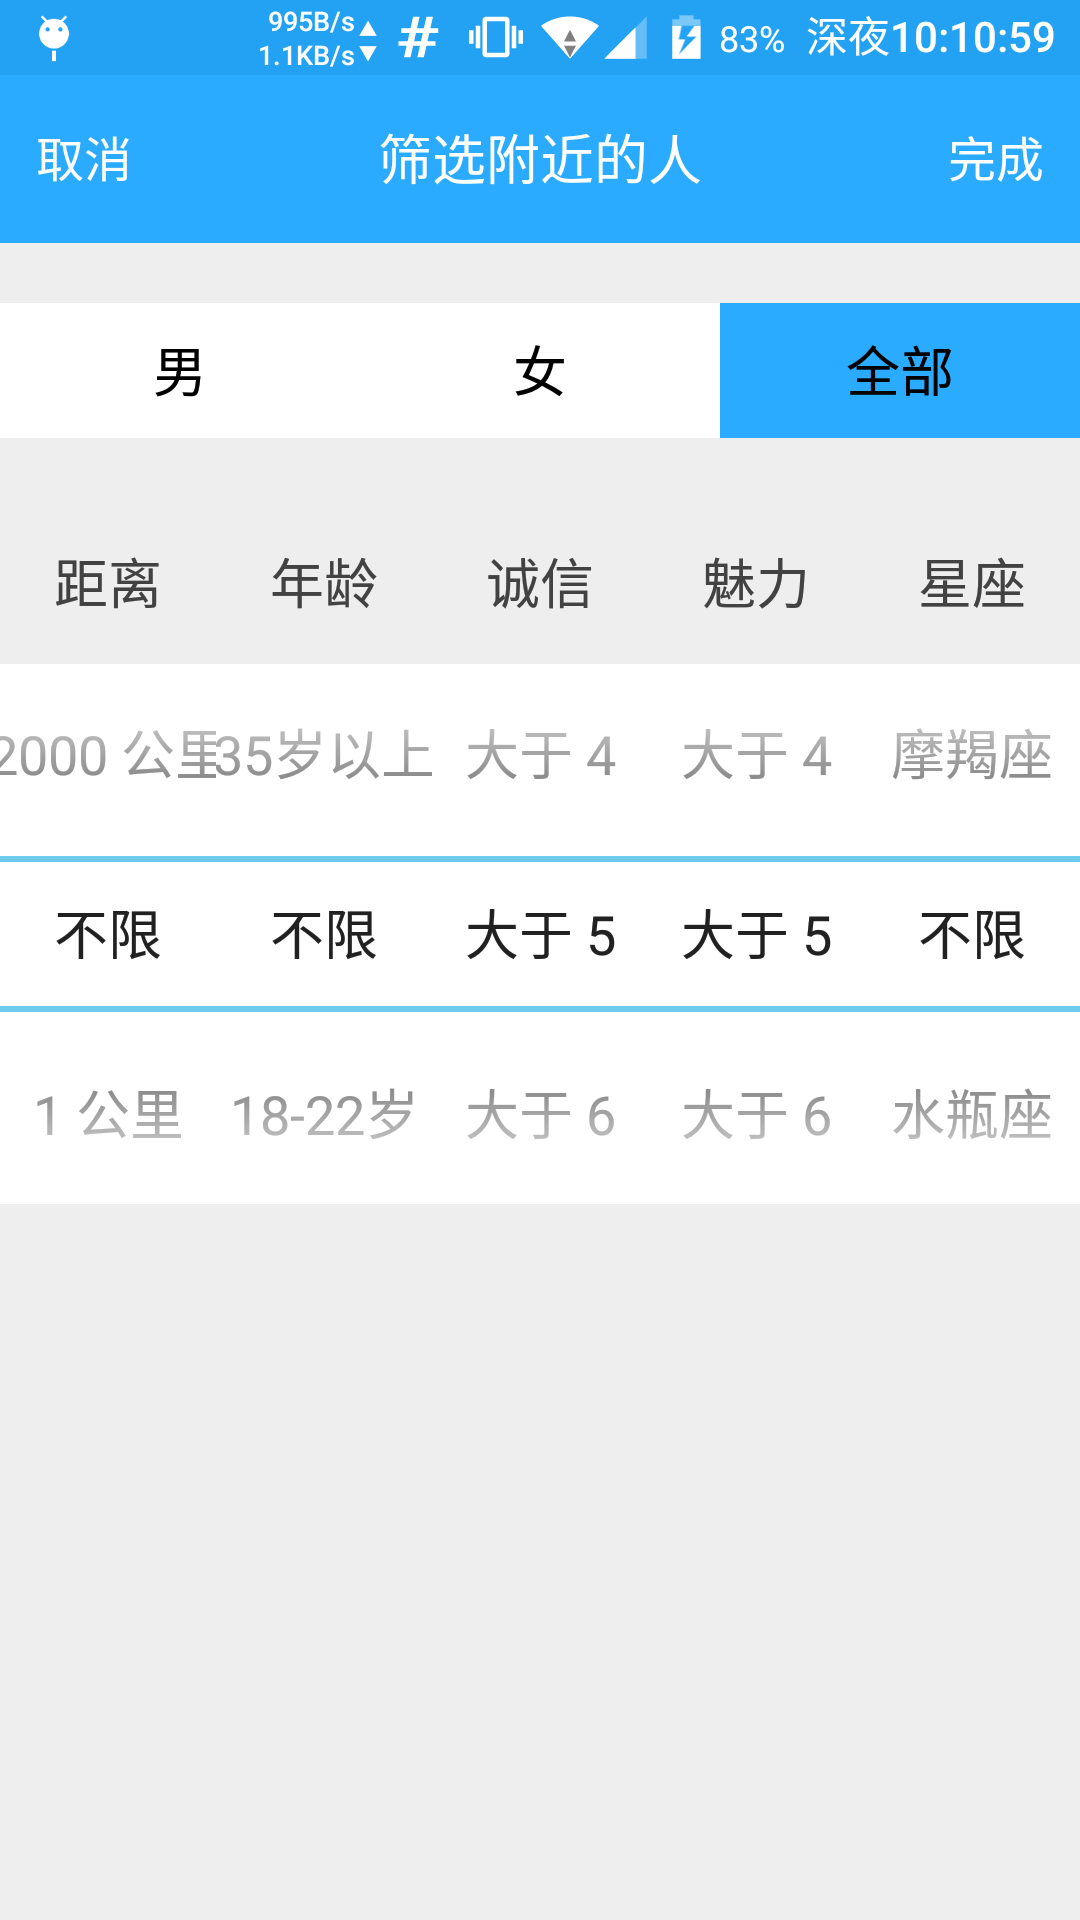 995B/s
1.1KB/s
83% 深夜10:10:59
取消 筛选附近的人 完成
男 女 全部
距离 年龄 诚信 魅力 星座
2000 公里 35岁以上 大于 4 大于 4 摩羯座
不限 不限 大于 5 大于 5 不限
1 公里 18-22岁 大于 6 大于 6 水瓶座